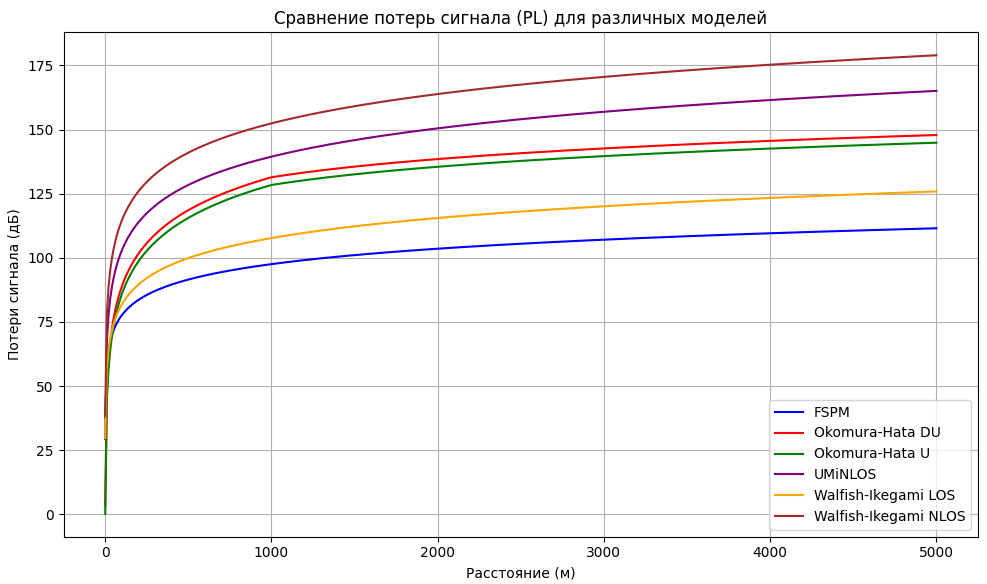 Сравнение потерь сигнала (PL) для различных моделей
Потери сигнала (дБ)
175
150
125
100
75
50
25
0
0 1000 2000 3000 4000 5000
Расстояние (м)
FSPM
Okomura-Hata DU
Okomura-Hata U
UMiNLOS
Walfish-Ikegami LOS
Walfish-Ikegami NLOS